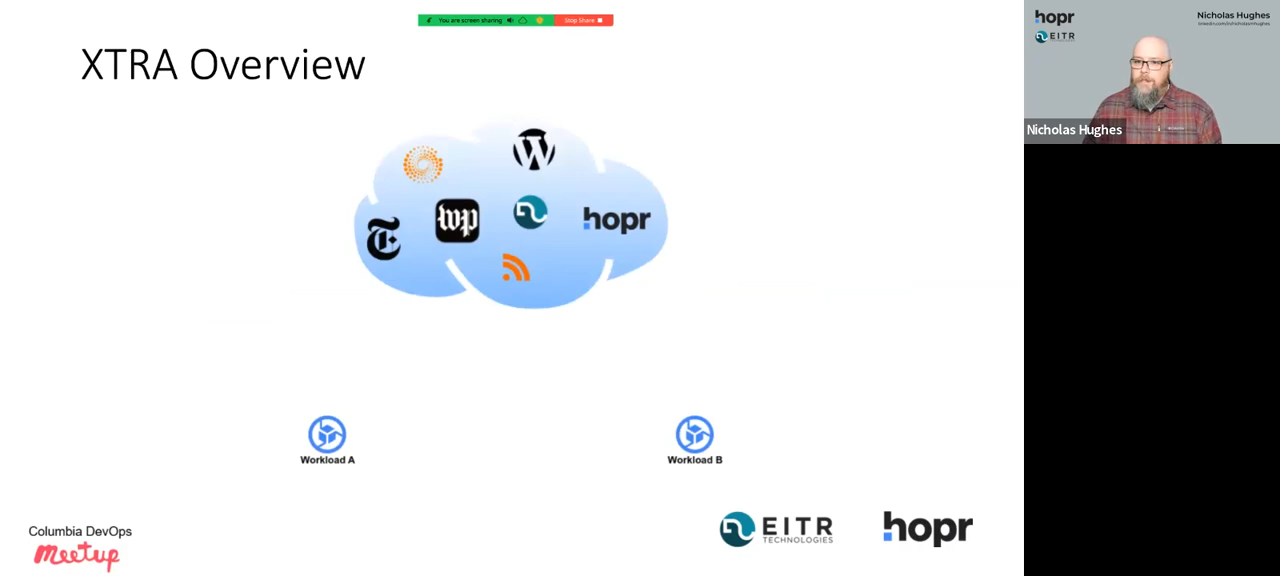 You are screen sharing
Stop Share
XTRA Overview
W
T
wp
hopr
Workload A
Workload B
Columbia DevOps
meetup
EITR
TECHNOLOGIES
hopr
hopr
EITR
Nicholas Hughes
Nicholas Hughes